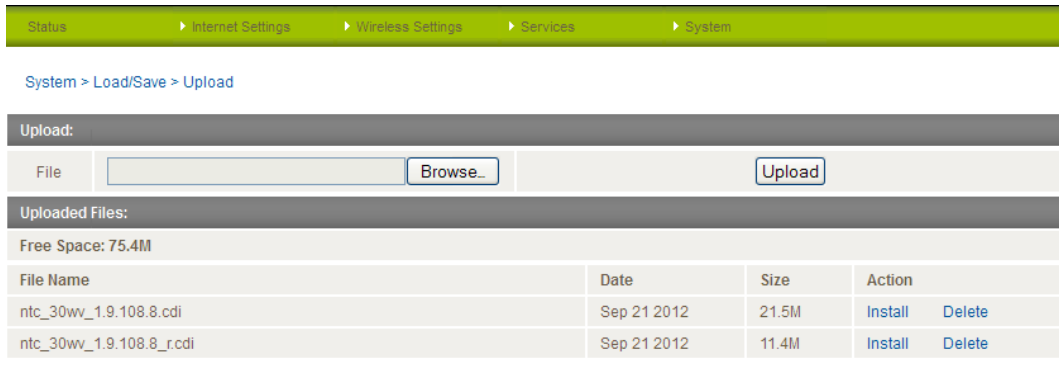 Status Internet Settings Wireless Settings Services System
System > Load/Save > Upload
Upload:
File Browse... Upload
Uploaded Files:
Free Space: 75.4M
File Name Date Size Action
ntc_30wv_1.9.108.8.cdi Sep 21 2012 21.5M Install Delete
ntc_30wv_1.9.108.8_r.cdi Sep 21 2012 11.4M Install Delete